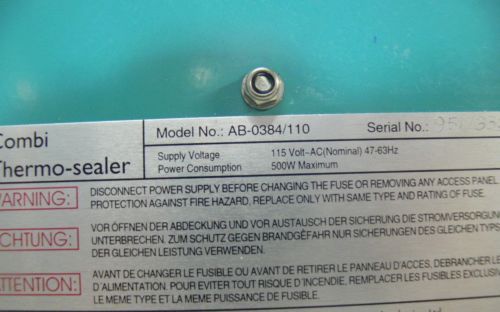 Combi
Thermo-sealer
Model No.: AB-0384/110
Serial No.:
Supply Voltage 115 Volt-AC(Nominal) 47-63Hz
Power Consumption 500W Maximum
WARNING:
DISCONNECT POWER SUPPLY BEFORE CHANGING THE FUSE OR REMOVING ANY ACCESS PANEL.
PROTECTION AGAINST FIRE HAZARD, REPLACE ONLY WITH SAME TYPE AND RATING OF FUSE.
ACHTUNG:
VOR ÖFFNEN DER ABDECKUNG UND VOR AUSTAUSCH DER SICHERUNG DIE STROMVERSORGUN
UNTERBRECHEN. ZUM SCHUTZ GEGEN BRANDGEFÄHR NUR SICHERUNGEN DES GLEICHEN TYPS
DER GLEICHEN LEISTUNG VERWENDEN.
ATTENTION:
AVANT DE CHANGER LE FUSIBLE OU AVANT DE RETIRER LE PANNEAU D'ACCES, DEBRANCHER LE
D'ALIMENTATION. POUR EVITER TOUT RISQUE D'INCENDIE, REMPLACER LES FUSIBLES EXCLUSIV
LE MEME TYPE ET LA MEME PUISSANCE DE FUSIBLE.